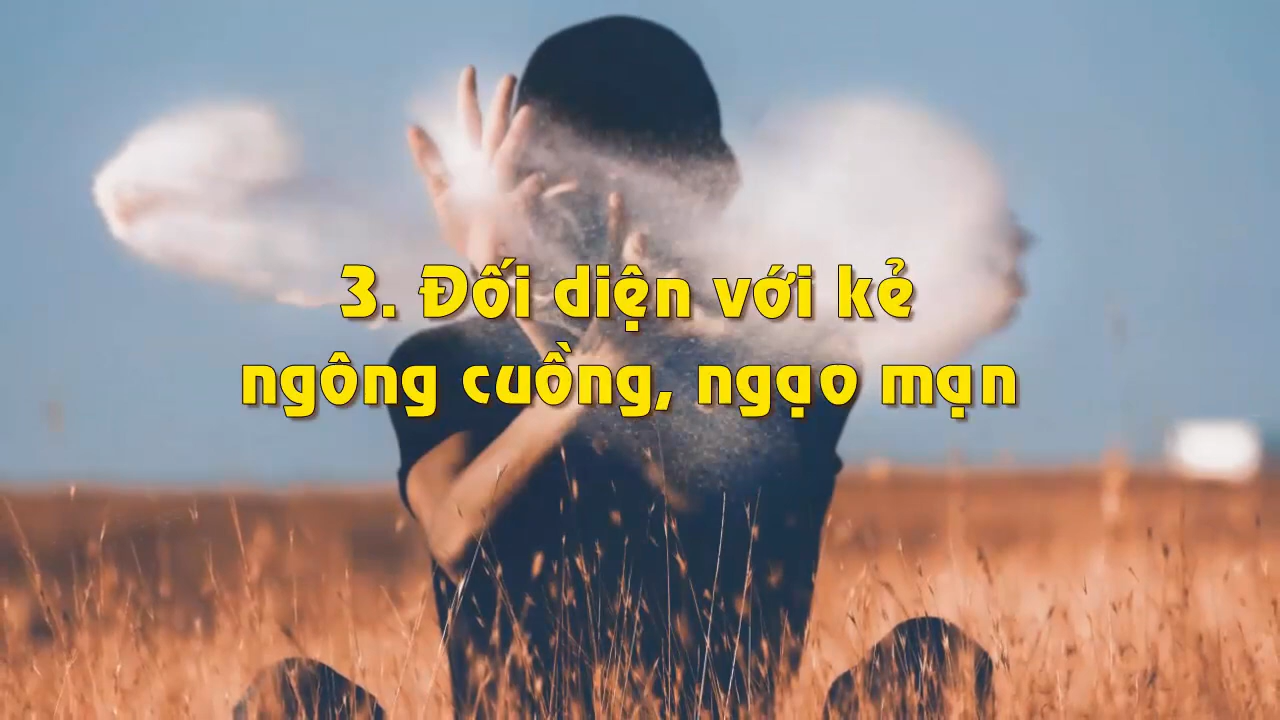 3. Đối diện với kẻ
ngông cuồng, ngạo mạn